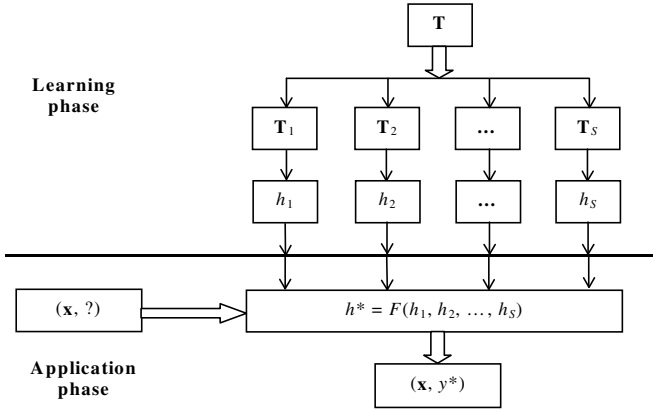 T
Learning
phase
T1 T2 ... TS
h1 h2 ... hS
(x, ?)
h* = F(h1, h2, …, hS)
Application
phase
(x, y*)